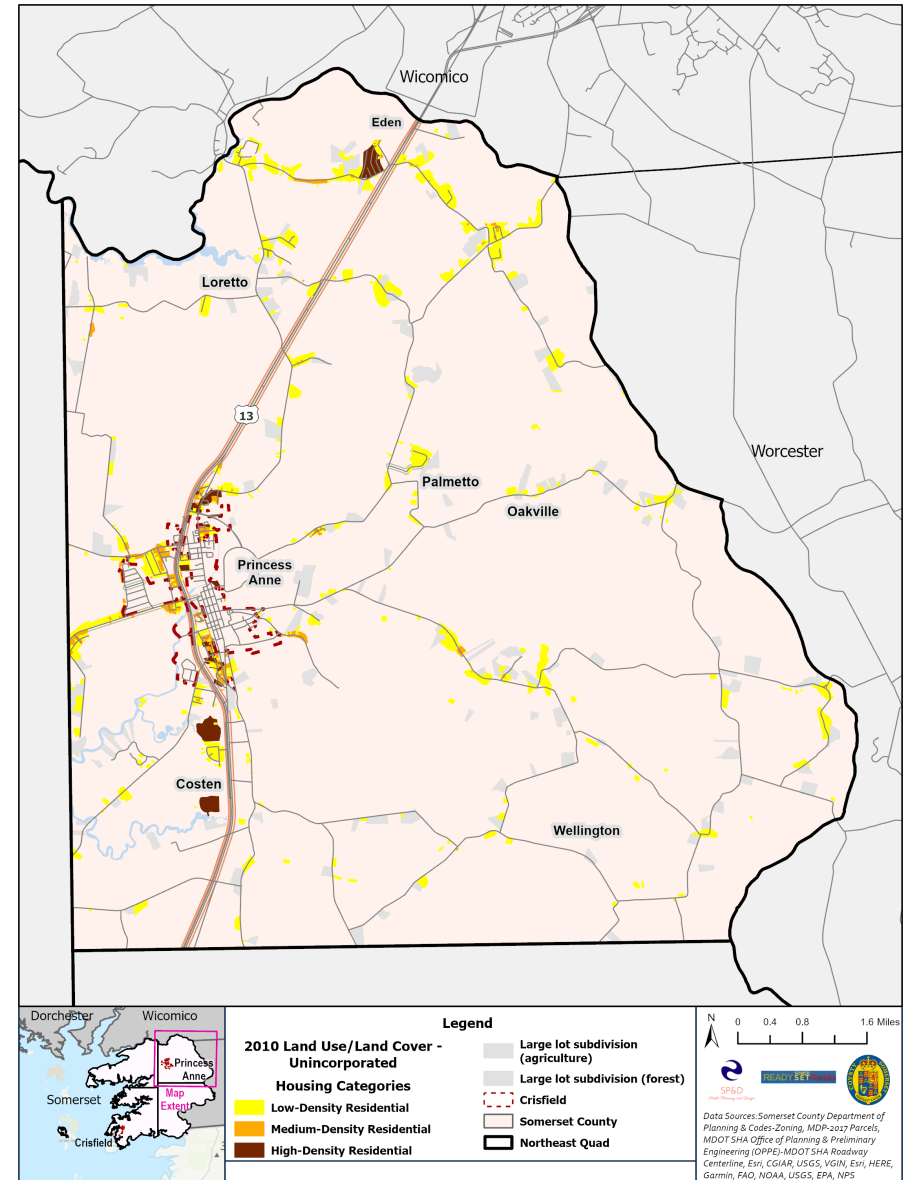 Wicomico
Eden
Loretto
13
Worcester
Palmetto
Oakville
Princess
Anne
Costen
Wellington
Dorchester
Wicomico
Princess
Anne
Map
Extent
Somerset
Crisfield
Legend
2010 Land Use/Land Cover -
Unincorporated
Housing Categories
Low-Density Residential
Medium-Density Residential
High-Density Residential
Large lot subdivision
(agriculture)
Large lot subdivision (forest)
Crisfield
Somerset County
Northeast Quad
N
0 0.4 0.8 1.6 Miles
SP&D
READY SET
Data Sources:Somerset County Department of
Planning & Codes-Zoning, MDP-2017 Parcels,
MDOT SHA Office of Planning & Preliminary
Engineering (OPPE)-MDOT SHA Roadway
Centerline, Esri, CGIAR, USGS, VGIN, Esri, HERE,
Garmin, FAO, NOAA, USGS, EPA, NPS